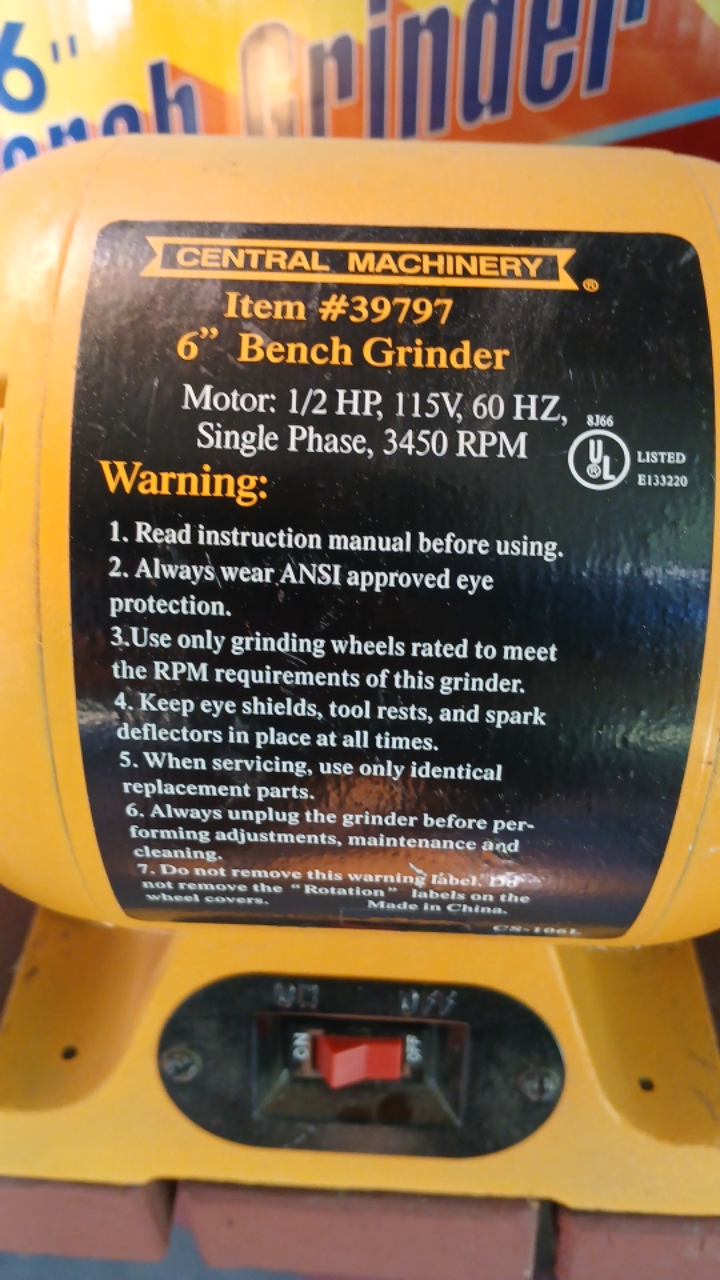 6"
Bench Grinder
CENTRAL MACHINERY ®
Item #39797
6” Bench Grinder
Motor: 1/2 HP, 115V, 60 HZ,
Single Phase, 3450 RPM
8J66
UL ®
LISTED
E133220
Warning:
1. Read instruction manual before using.
2. Always wear ANSI approved eye
protection.
3.Use only grinding wheels rated to meet
the RPM requirements of this grinder.
4. Keep eye shields, tool rests, and spark
deflectors in place at all times.
5. When servicing, use only identical
replacement parts.
6. Always unplug the grinder before per-
forming adjustments, maintenance and
cleaning.
7. Do not remove this warning label. Do
not remove the “Rotation” labels on the
wheel covers. Made in China.
CS-106L
ON OFF
ON OFF